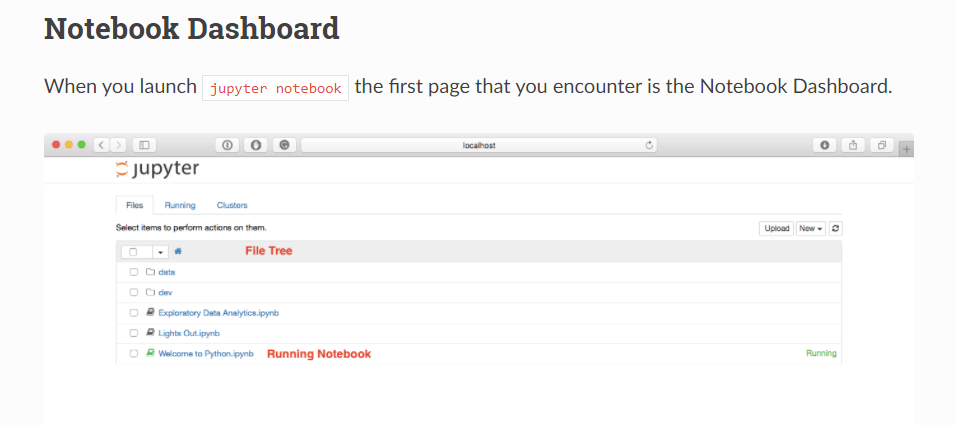 Notebook Dashboard
When you launch jupyter notebook the first page that you encounter is the Notebook Dashboard.
localhost
jupyter
Files Running Clusters
Select items to perform actions on them. Upload New
File Tree
data
dev
Exploratory Data Analytics.ipynb
Lights Out.ipynb
Welcome to Python.ipynb Running Notebook Running